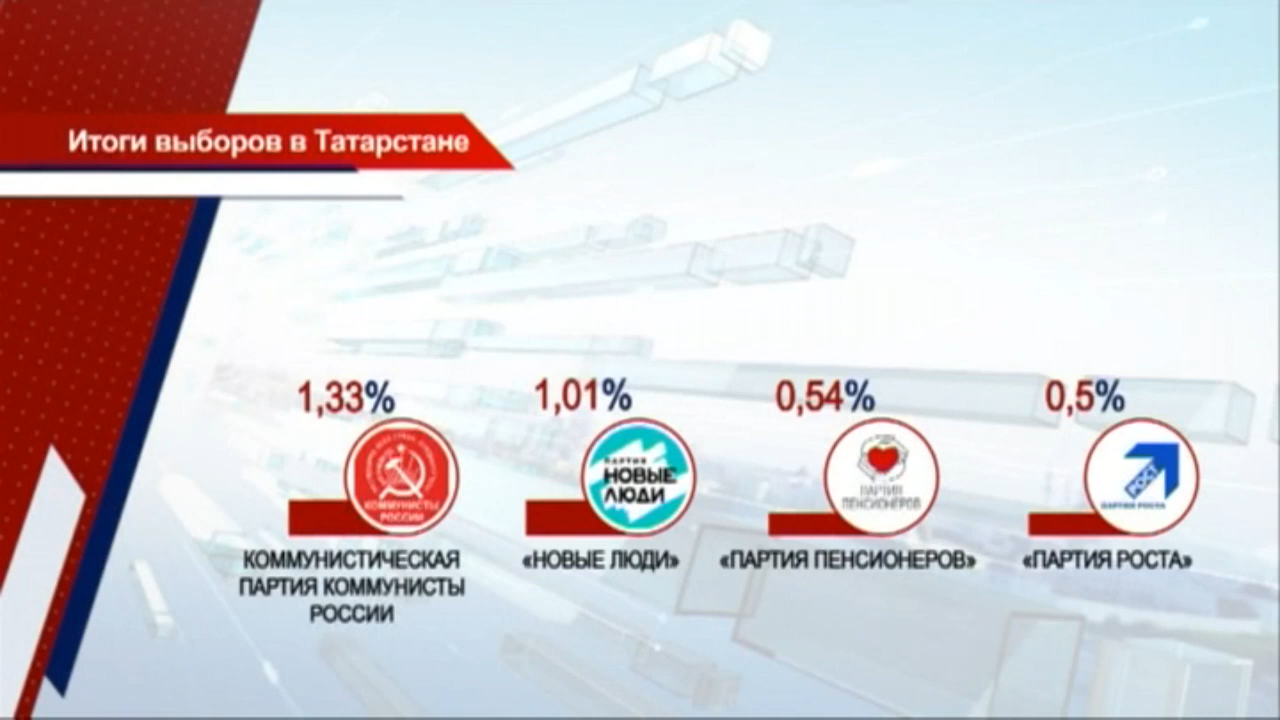 Итоги выборов в Татарстане
1,33%
1,01%
0,54%
0,5%
КОММУНИСТЫ
РОССИИ
ПАРТИЯ
НОВЫЕ
ЛЮДИ
ПАРТИЯ
ПЕНСИОНЕРОВ
РОСТ
ПАРТИЯ РОСТА
КОММУНИСТИЧЕСКАЯ
ПАРТИЯ КОММУНИСТЫ
РОССИИ
«НОВЫЕ ЛЮДИ»
«ПАРТИЯ ПЕНСИОНЕРОВ»
«ПАРТИЯ РОСТА»